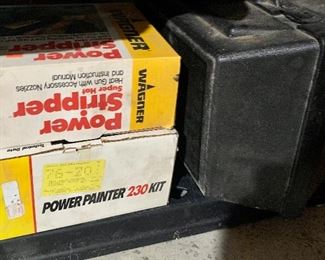 Power
Stripper
Super Hot
Heat Gun with Accessory Nozzles
and Instruction Manual
WAGNER
Power
Stripper
POWER PAINTER 230 KIT